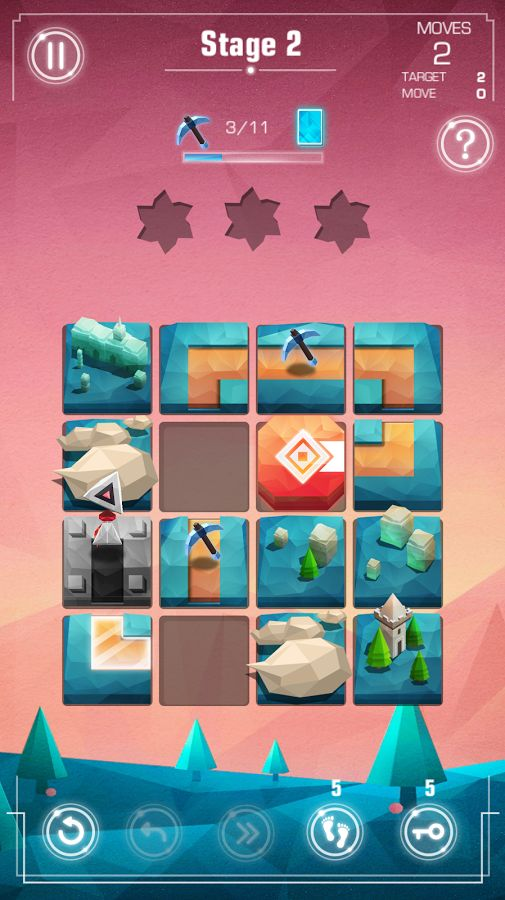 MOVES
Stage 2
2
TARGET 2
MOVE 0
3/11
?
5 5